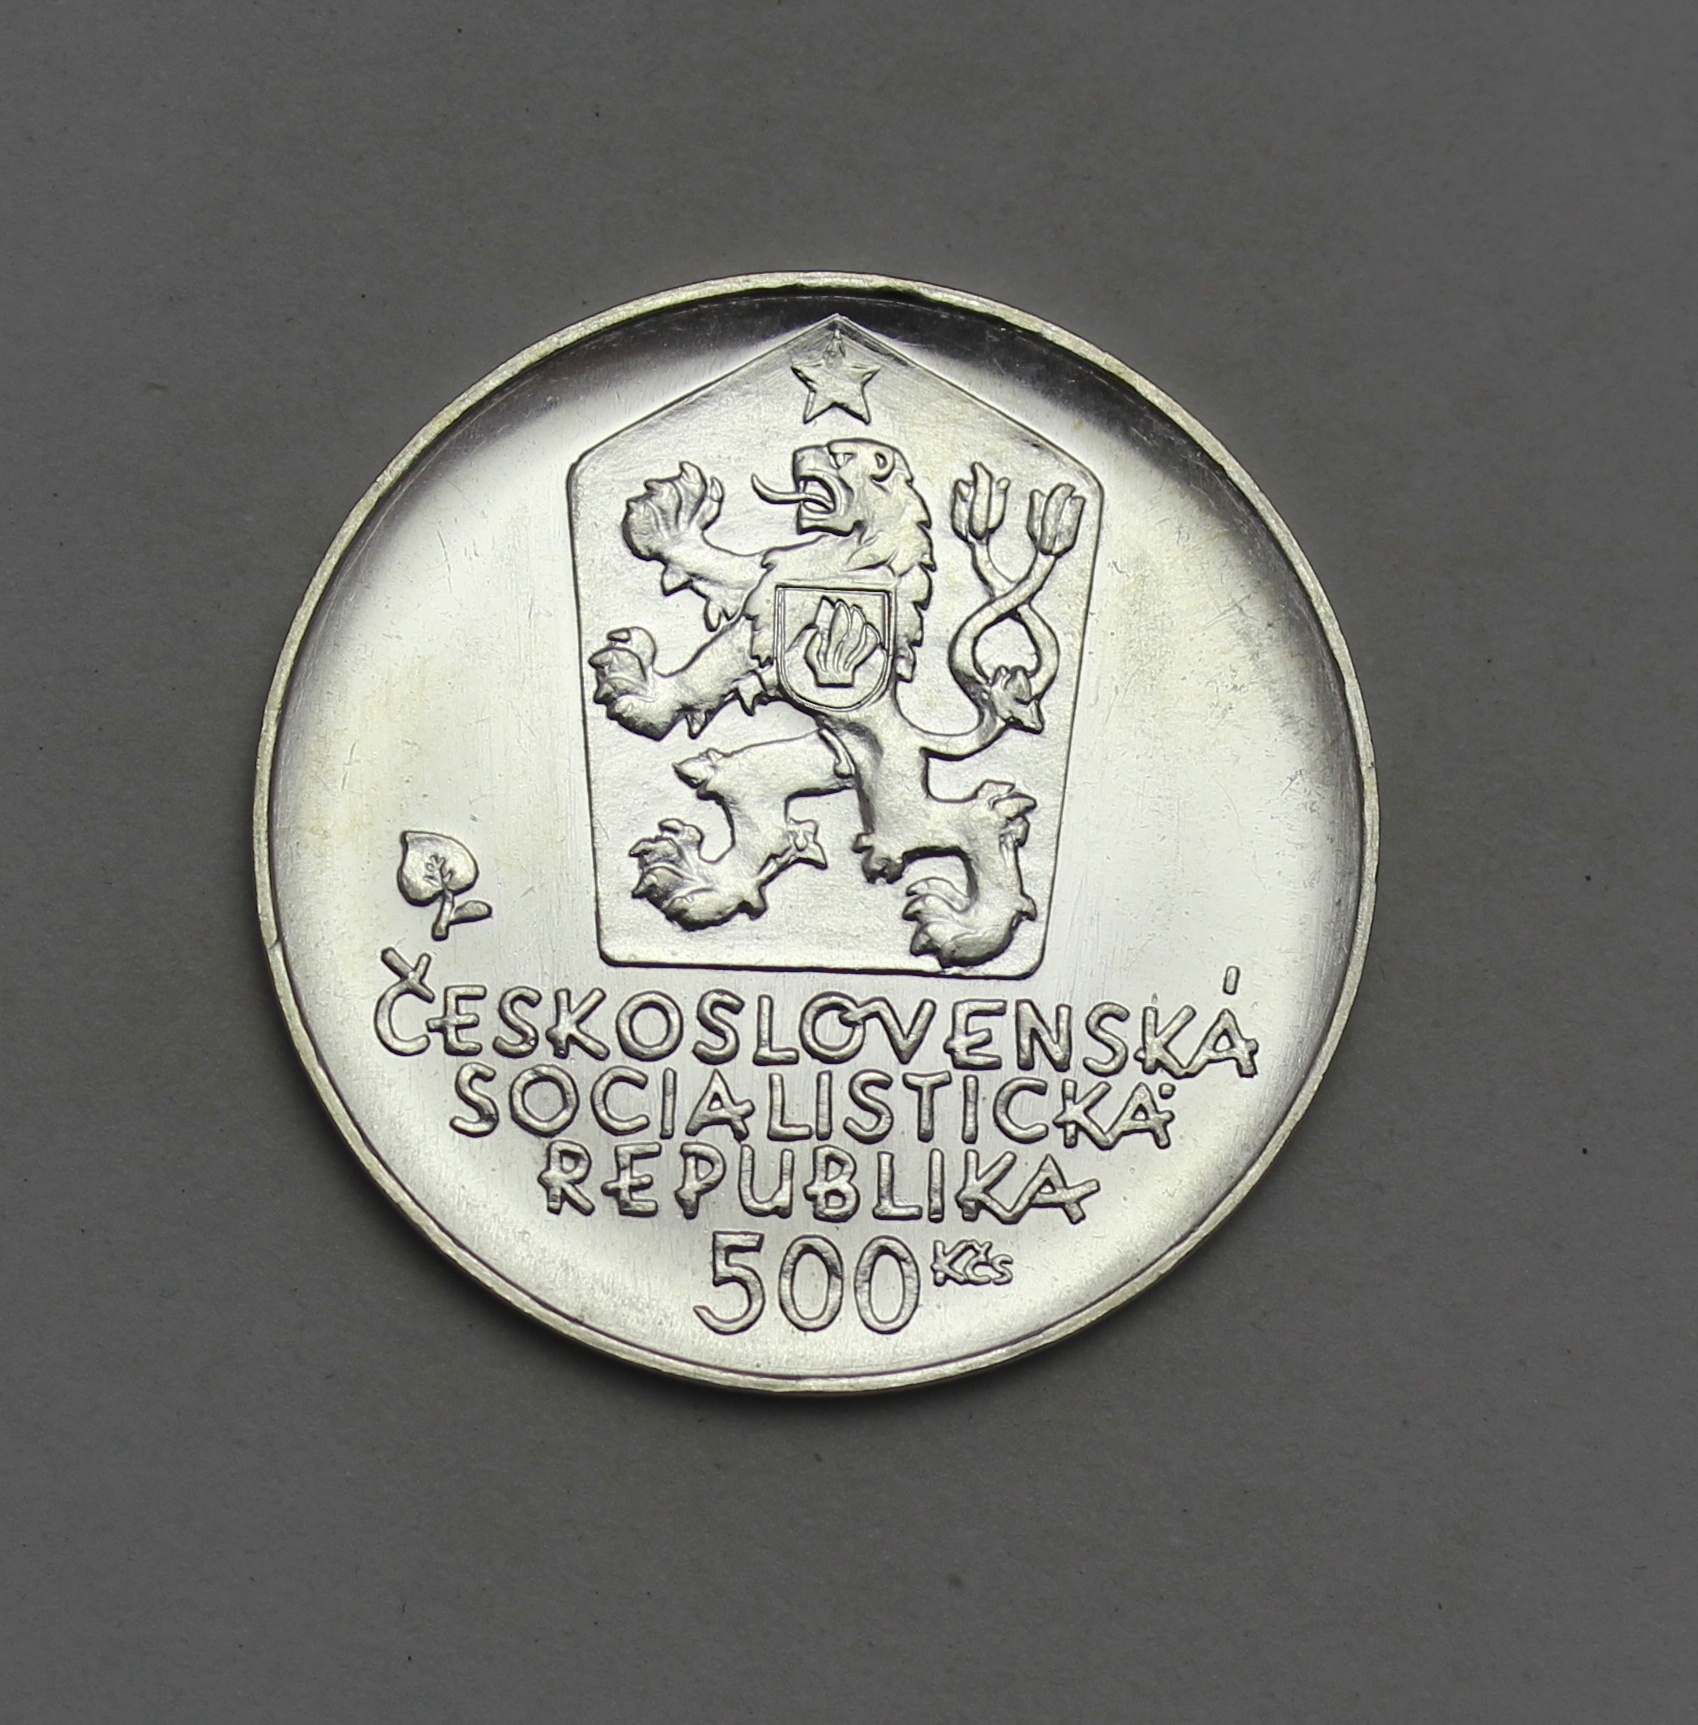 ČESKOSLOVENSKÁ
SOCIALISTICKÁ
REPUBLIKA
500 Kčs